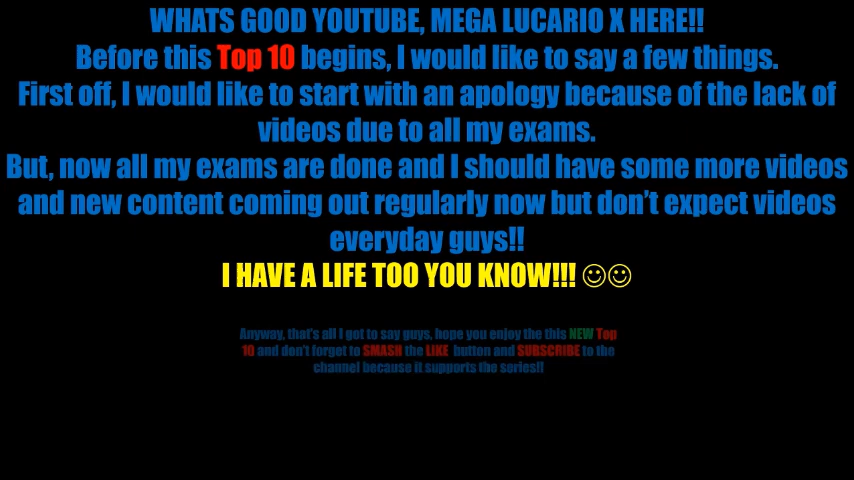 WHATS GOOD YOUTUBE, MEGA LUCARIO X HERE!!
Before this Top 10 begins, I would like to say a few things.
First off, I would like to start with an apology because of the lack of
videos due to all my exams.
But, now all my exams are done and I should have some more videos
and new content coming out regularly now but don't expect videos
everyday guys!!
I HAVE A LIFE TOO YOU KNOW!!! ☺☺
Anyway, that's all I got to say guys, hope you enjoy the this NEW Top
10 and don't forget to SMASH the LIKE button and SUBSCRIBE to the
channel because it supports the series!!